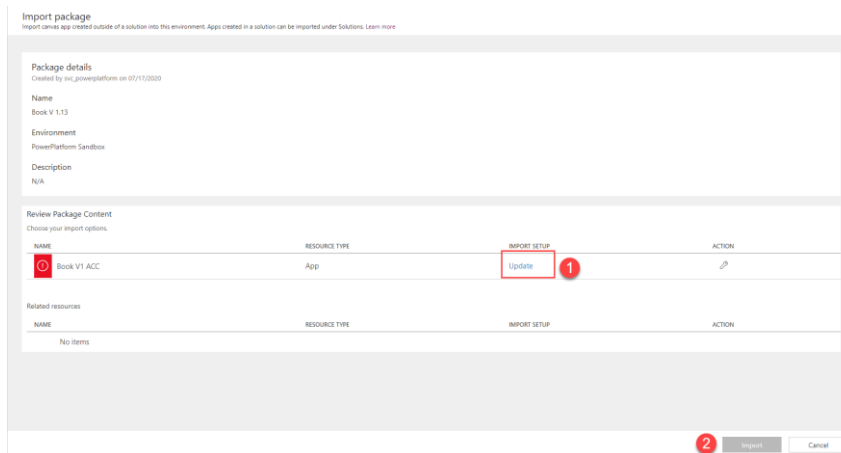 Import package
Import canvas app created outside of a solution into this environment. Apps created in a solution can be imported under Solutions. Learn more
Package details
Created by svc_powerplatform on 07/17/2020
Name
Book V 1.13
Environment
PowerPlatform Sandbox
Description
N/A
Review Package Content
Choose your import options.
NAME RESOURCE TYPE IMPORT SETUP ACTION
Book V1 ACC App Update 1
Related resources
NAME RESOURCE TYPE IMPORT SETUP ACTION
No items
2 Import Cancel